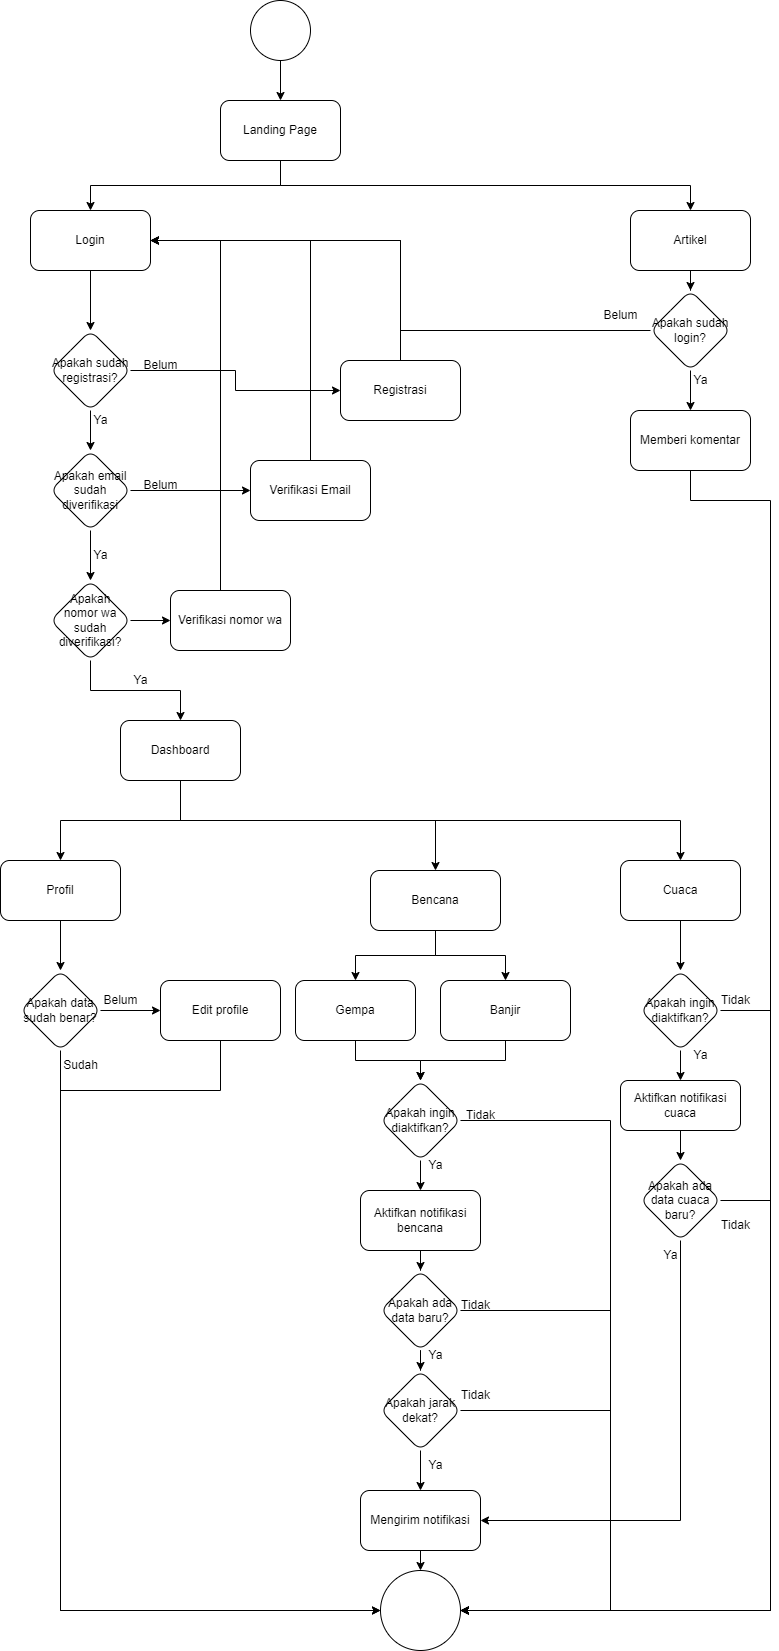 Landing Page
Login
Artikel
Belum
Apakah sudah
login?
Apakah sudah
registrasi?
Belum
Registrasi
Ya
Ya
Memberi komentar
Apakah email
sudah
diverifikasi
Belum
Verifikasi Email
Ya
Apakah
nomor wa
sudah
diverifikasi?
Verifikasi nomor wa
Ya
Dashboard
Profil
Bencana
Cuaca
Apakah data
sudah benar?
Belum
Edit profile
Gempa
Banjir
Apakah ingin
diaktifkan?
Tidak
Sudah
Ya
Aktifkan notifikasi
cuaca
Apakah ingin
diaktifkan?
Tidak
Ya
Apakah ada
data cuaca
baru?
Tidak
Aktifkan notifikasi
bencana
Ya
Apakah ada
data baru?
Tidak
Ya
Apakah jarak
dekat?
Tidak
Ya
Mengirim notifikasi